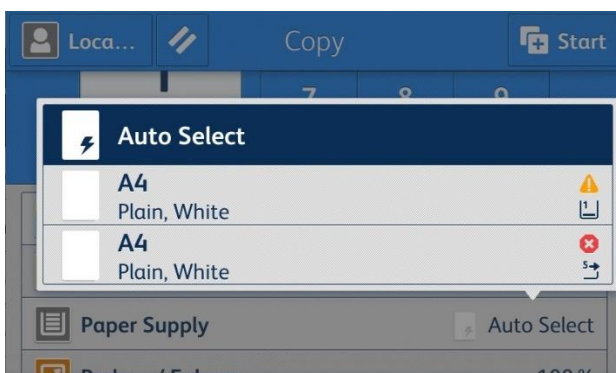 Loca...
Copy
Start
7 8 9
Auto Select
A4
Plain, White
1
A4
Plain, White
5
Paper Supply
Auto Select
100%